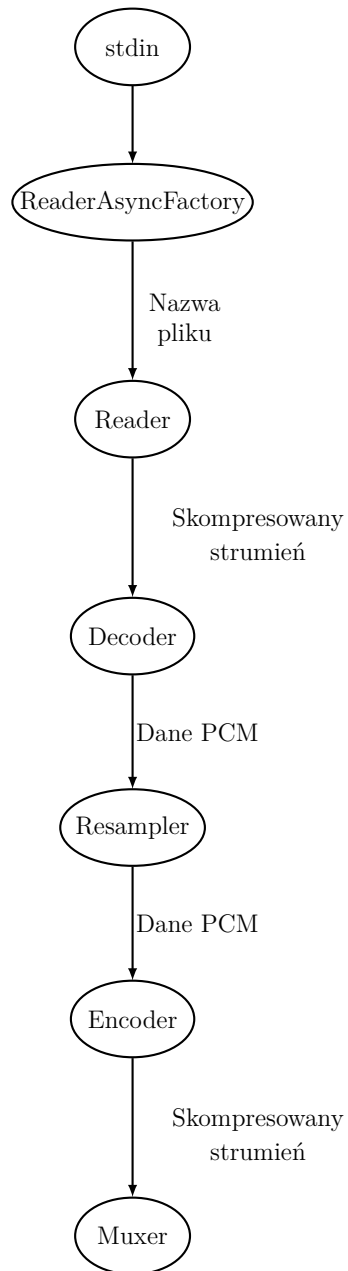 stdin
ReaderAsyncFactory
Nazwa
pliku
Reader
Skompresowany
strumień
Decoder
Dane PCM
Resampler
Dane PCM
Encoder
Skompresowany
strumień
Muxer